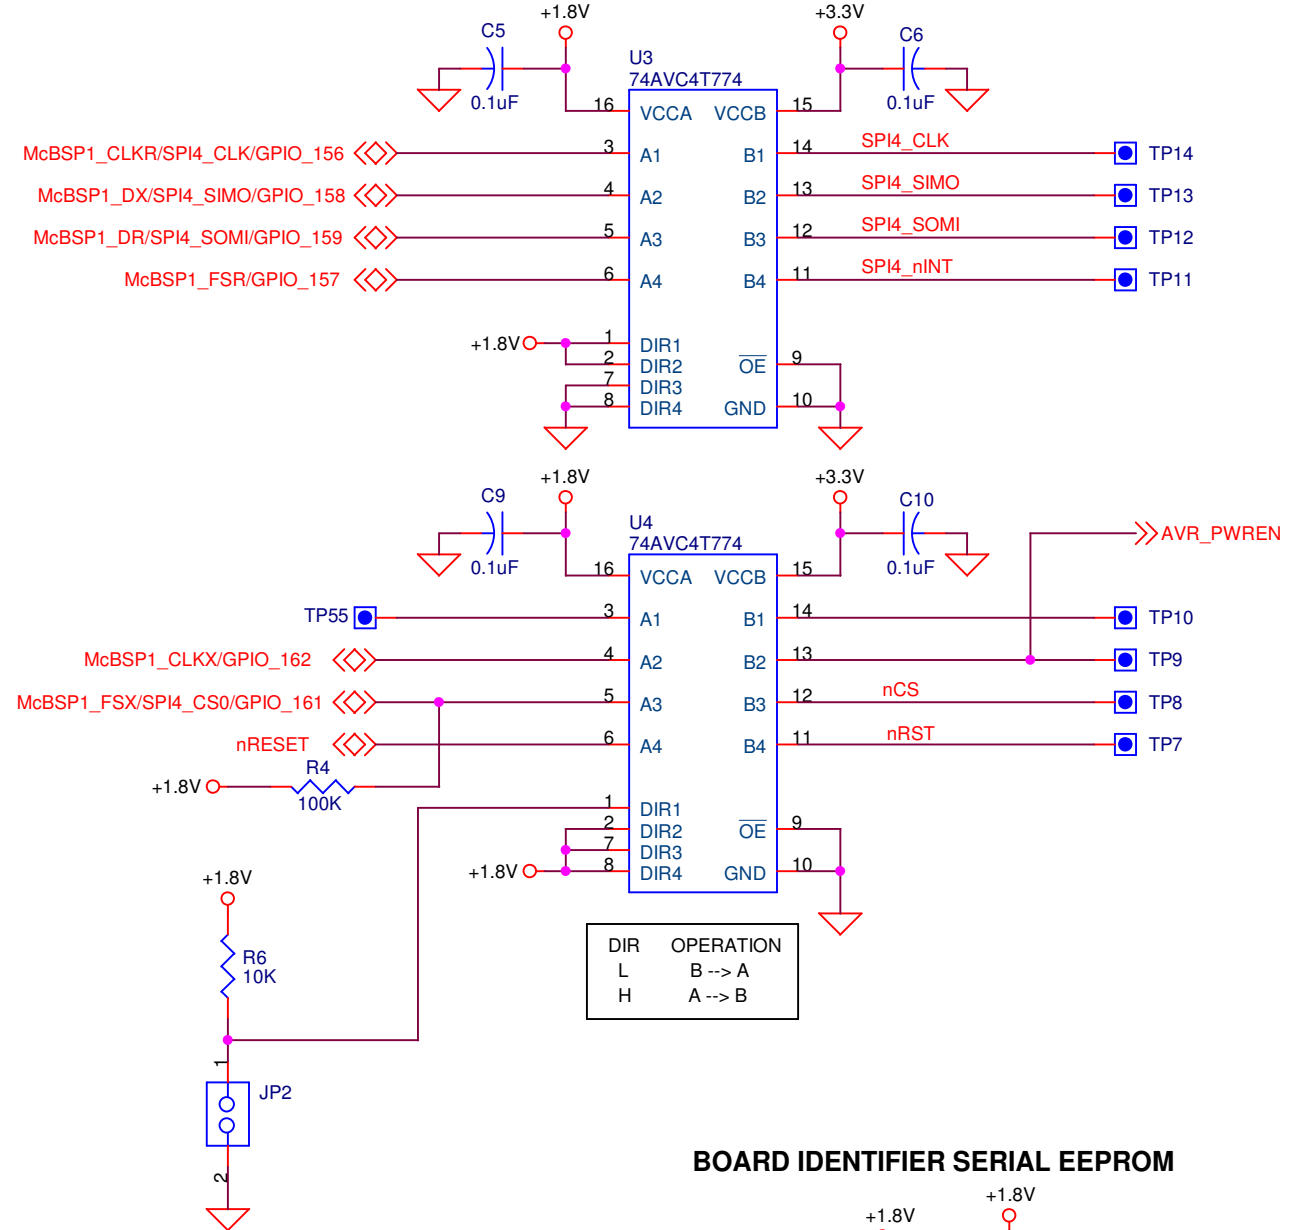 +1.8V
+3.3V
C5
C6
0.1uF
0.1uF
U3
74AVC4T774
16 VCCA VCCB 15
McBSP1_CLKR/SPI4_CLK/GPIO_156 3 A1 B1 14 SPI4_CLK TP14
McBSP1_DX/SPI4_SIMO/GPIO_158 4 A2 B2 13 SPI4_SIMO TP13
McBSP1_DR/SPI4_SOMI/GPIO_159 5 A3 B3 12 SPI4_SOMI TP12
McBSP1_FSR/GPIO_157 6 A4 B4 11 SPI4_nINT TP11
+1.8V 1 DIR1
2 DIR2 OE 9
7 DIR3
8 DIR4 GND 10
+1.8V
+3.3V
C9
C10
0.1uF
0.1uF
U4
74AVC4T774
AVR_PWREN
16 VCCA VCCB 15
TP55 3 A1 B1 14 TP10
McBSP1_CLKX/GPIO_162 4 A2 B2 13 TP9
McBSP1_FSX/SPI4_CS0/GPIO_161 5 A3 B3 12 nCS TP8
nRESET 6 A4 B4 11 nRST TP7
R4
+1.8V
100K
1 DIR1
2 DIR2 OE 9
7 DIR3
+1.8V 8 DIR4 GND 10
+1.8V
R6
10K
DIR OPERATION
L B --> A
H A --> B
1
JP2
2
BOARD IDENTIFIER SERIAL EEPROM
+1.8V
+1.8V